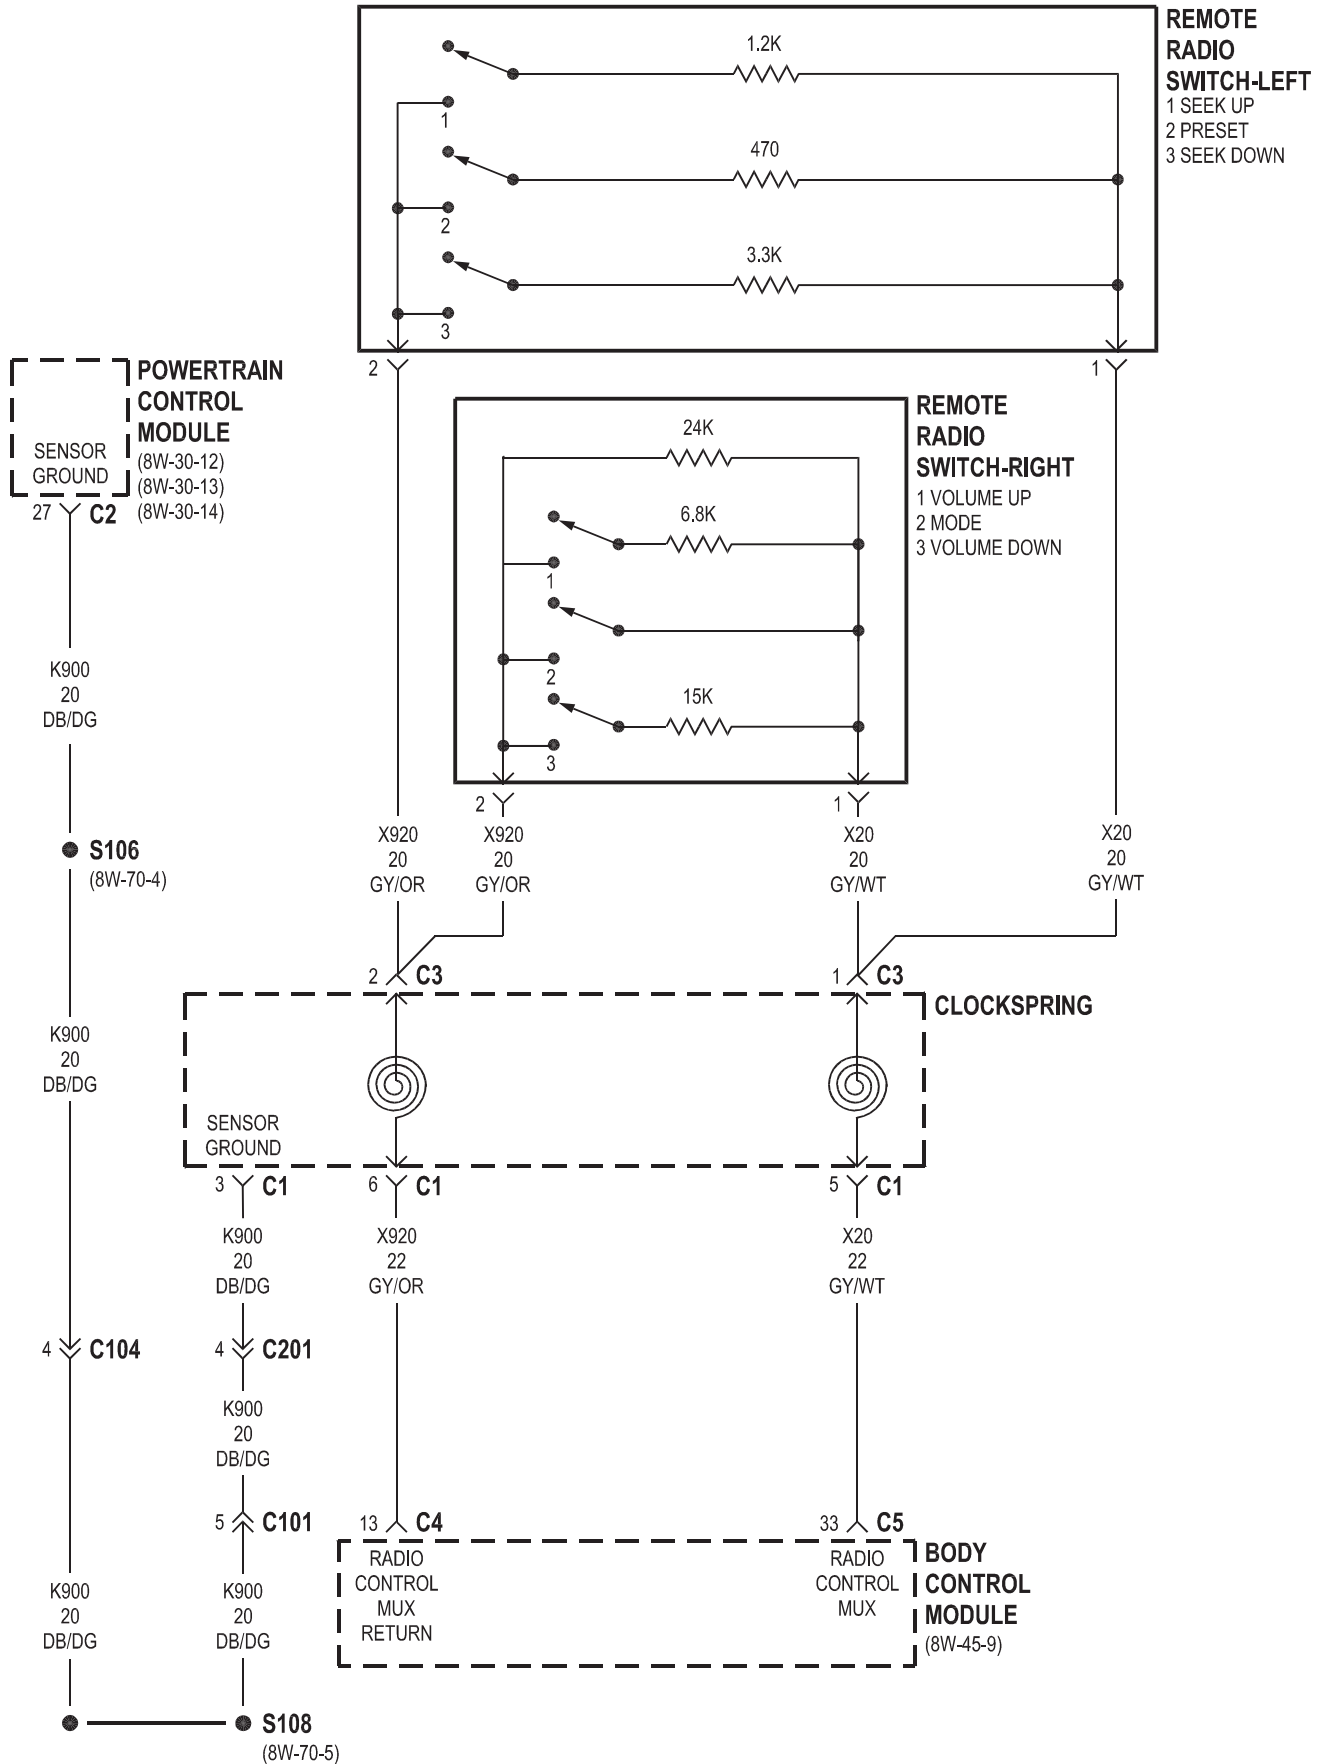 REMOTE
RADIO
SWITCH-LEFT
1 SEEK UP
2 PRESET
3 SEEK DOWN
1.2K
1
470
2
3.3K
3
2
1
POWERTRAIN
CONTROL
MODULE
(8W-30-12)
(8W-30-13)
(8W-30-14)
SENSOR
GROUND
27
C2
REMOTE
RADIO
SWITCH-RIGHT
1 VOLUME UP
2 MODE
3 VOLUME DOWN
24K
6.8K
1
2
15K
3
2
1
K900
20
DB/DG
S106
(8W-70-4)
X920
20
GY/OR
X920
20
GY/OR
X20
20
GY/WT
X20
20
GY/WT
2
C3
1
C3
CLOCKSPRING
K900
20
DB/DG
SENSOR
GROUND
3
C1
6
C1
5
C1
K900
20
DB/DG
X920
22
GY/OR
X20
22
GY/WT
4
C104
4
C201
K900
20
DB/DG
5
C101
13
C4
33
C5
RADIO
CONTROL
MUX
RETURN
RADIO
CONTROL
MUX
BODY
CONTROL
MODULE
(8W-45-9)
K900
20
DB/DG
K900
20
DB/DG
S108
(8W-70-5)